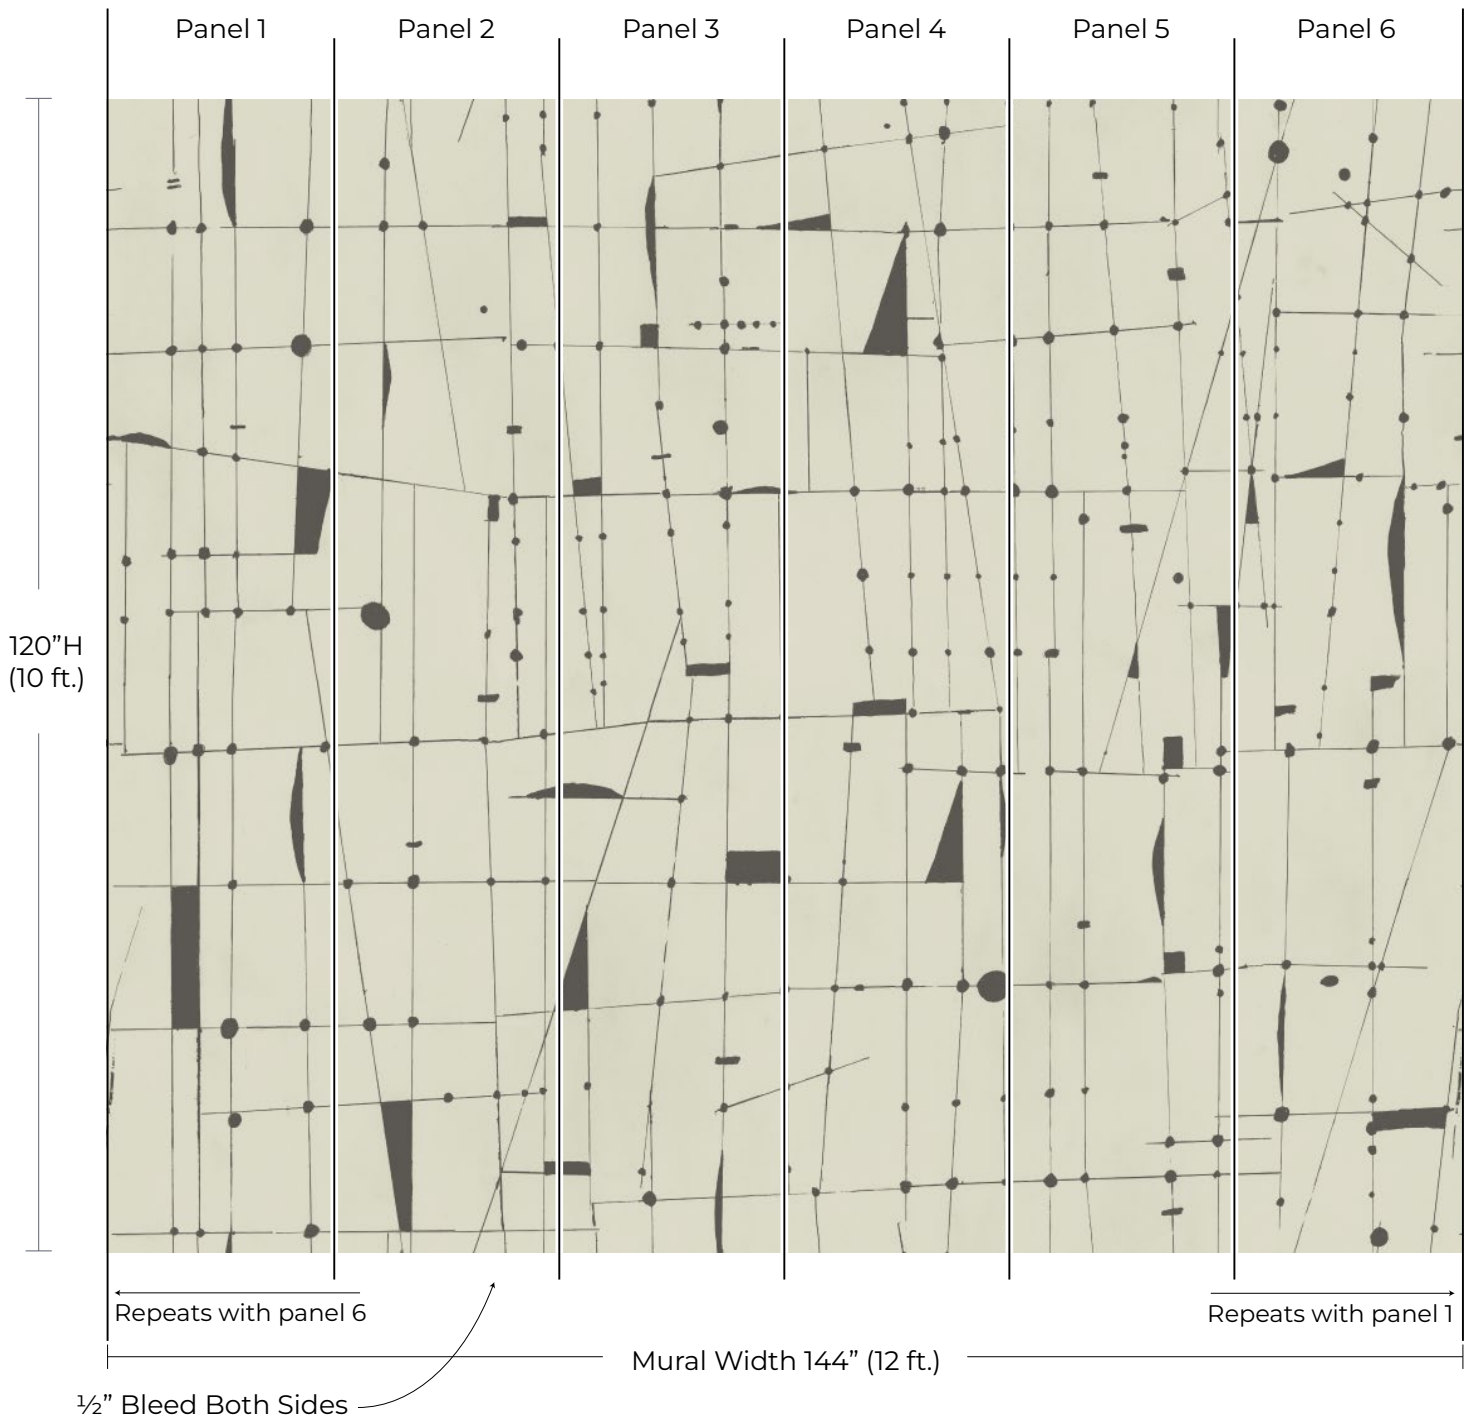 Panel 1
Panel 2
Panel 3
Panel 4
Panel 5
Panel 6
120”H
(10 ft.)
Repeats with panel 6
Repeats with panel 1
Mural Width 144” (12 ft.)
½” Bleed Both Sides